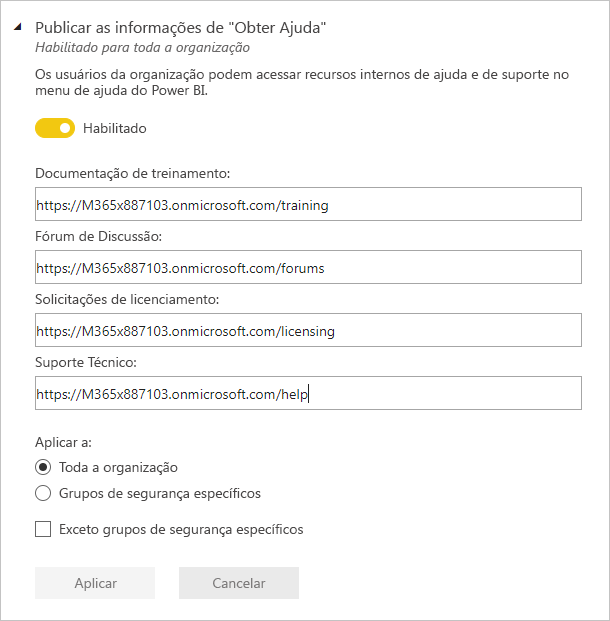 Publicar as informações de "Obter Ajuda"
Habilitado para toda a organização
Os usuários da organização podem acessar recursos internos de ajuda e de suporte no
menu de ajuda do Power BI.
Habilitado
Documentação de treinamento:
https://M365x887103.onmicrosoft.com/training
Fórum de Discussão:
https://M365x887103.onmicrosoft.com/forums
Solicitações de licenciamento:
https://M365x887103.onmicrosoft.com/licensing
Suporte Técnico:
https://M365x887103.onmicrosoft.com/help
Aplicar a:
Toda a organização
Grupos de segurança específicos
Exceto grupos de segurança específicos
Aplicar
Cancelar